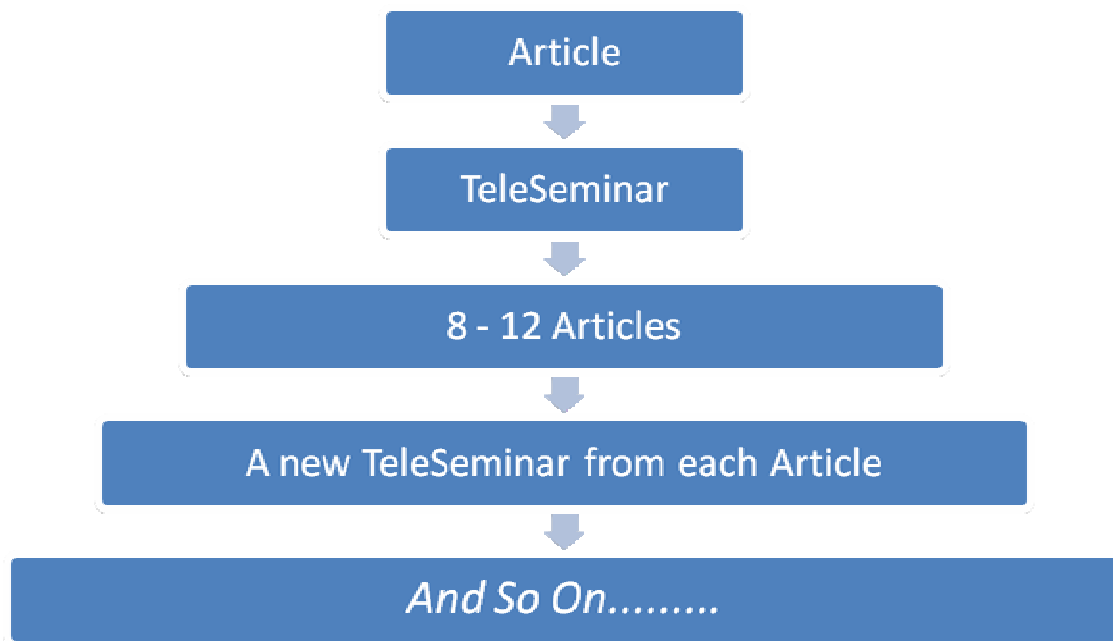 Article
TeleSeminar
8 - 12 Articles
A new TeleSeminar from each Article
And So On.........